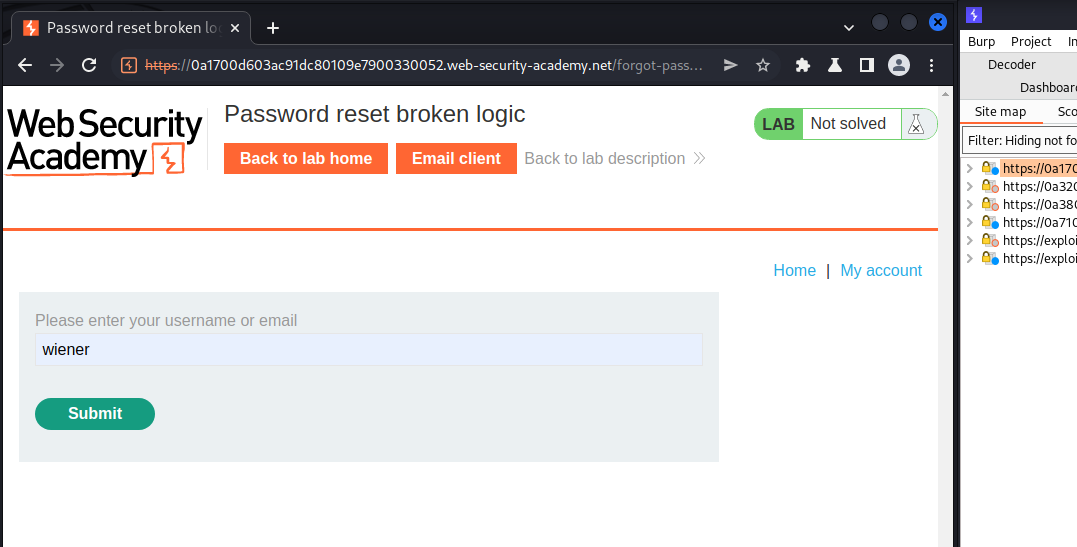 Password reset broken lo
https://0a1700d603ac91dc80109e7900330052.web-security-academy.net/forgot-pass...
Web Security
Academy
Password reset broken logic
Back to lab home
Email client
Back to lab description
LAB
Not solved
Home | My account
Please enter your username or email
wiener
Submit
Burp Project In
Decoder
Dashboard
Site map Sco
Filter: Hiding not fo
https://0a170
https://0a320
https://0a380
https://0a710
https://exploi
https://exploi